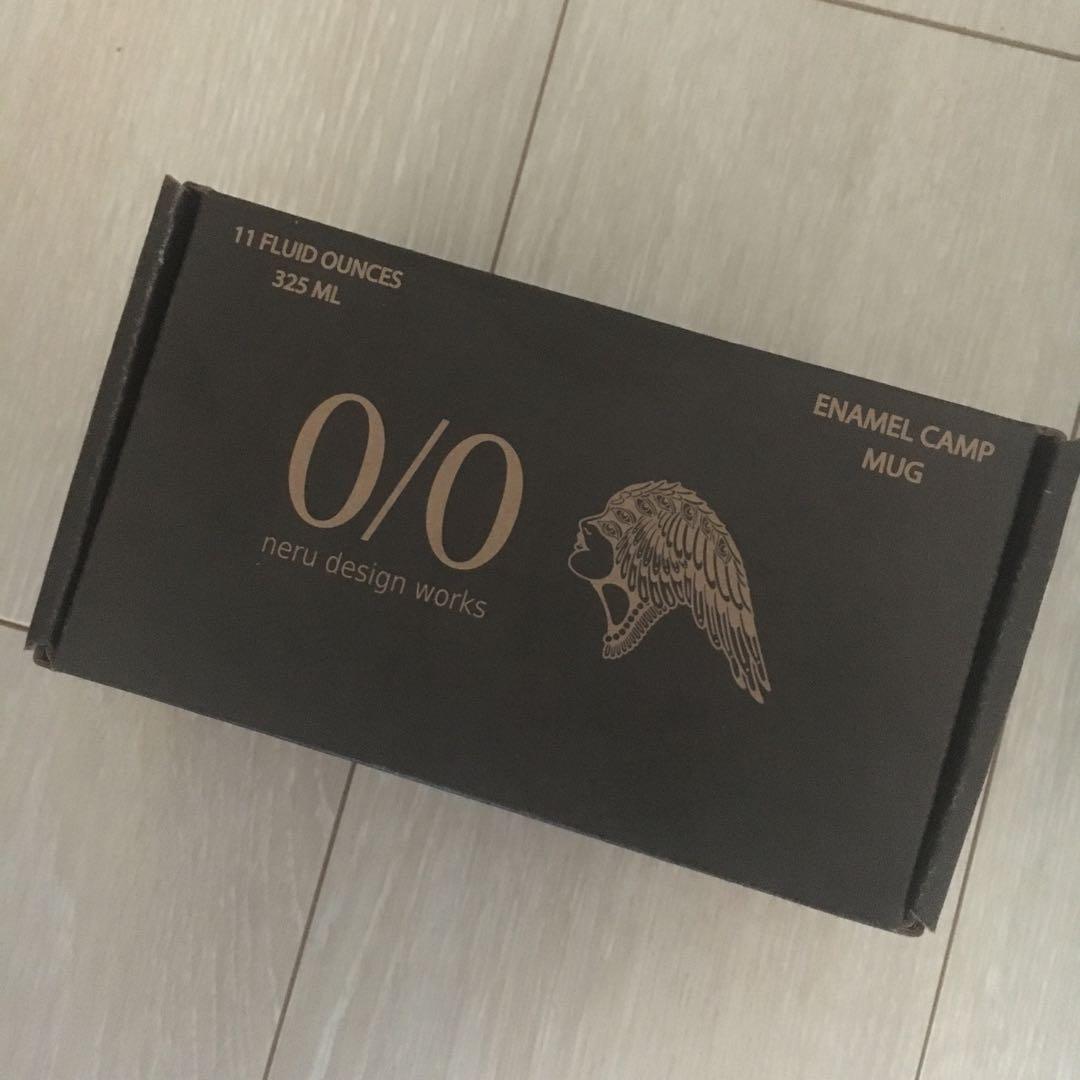 11 FLUID OUNCES
325 ML
ENAMEL CAMP
MUG
0/0
neru design works